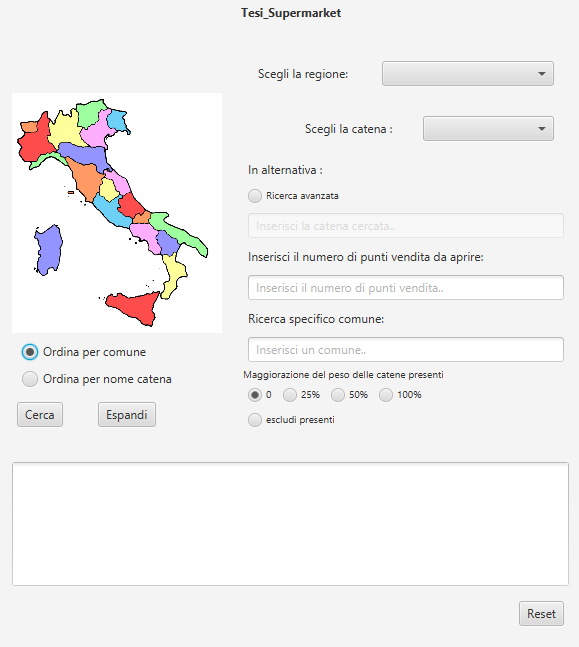 Tesi_Supermarket
Scegli la regione:
Scegli la catena :
In alternativa :
Ricerca avanzata
Inserisci la catena cercata..
Inserisci il numero di punti vendita da aprire:
Inserisci il numero di punti vendita..
Ricerca specifico comune:
Inserisci un comune..
Ordina per comune
Ordina per nome catena
Maggiorazione del peso delle catene presenti
0 25% 50% 100%
Cerca Espandi
escludi presenti
Reset